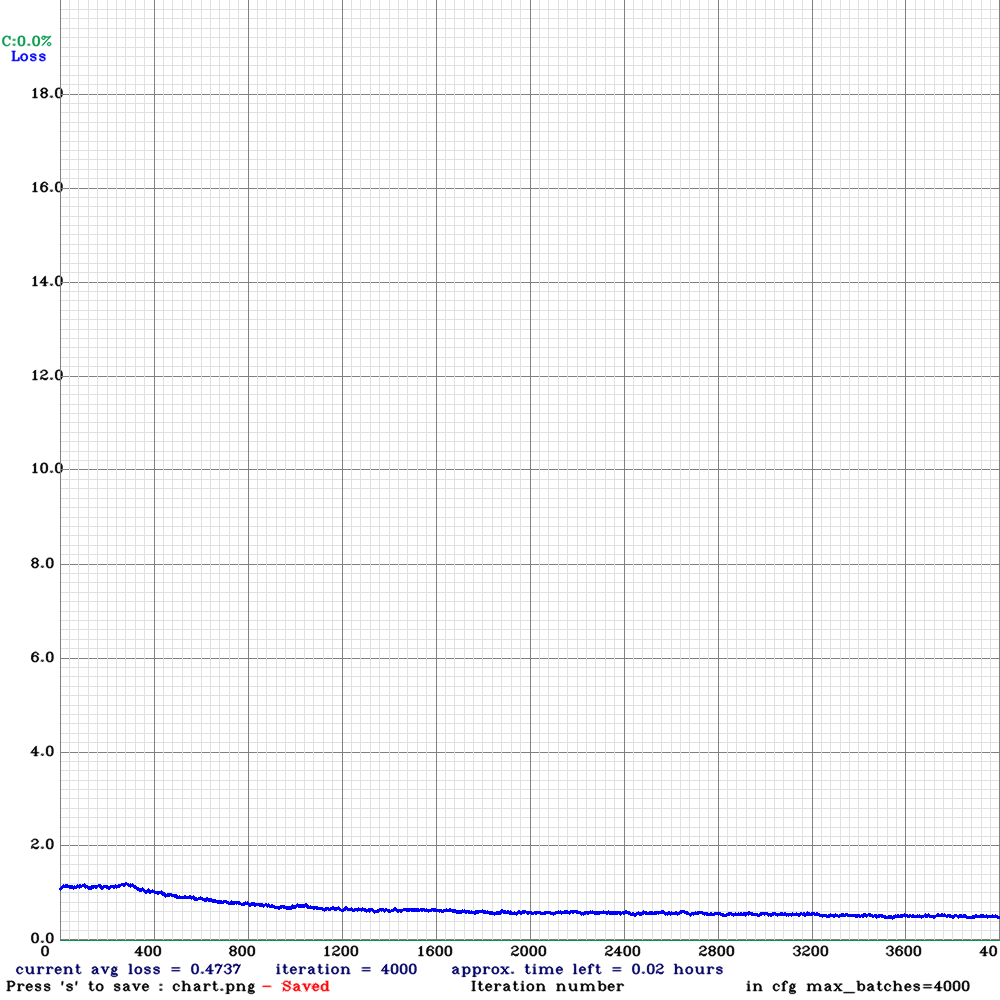 C:0.0%
Loss
18.0
16.0
14.0
12.0
10.0
8.0
6.0
4.0
2.0
0.0
0 400 800 1200 1600 2000 2400 2800 3200 3600 40
current avg loss = 0.4737 iteration = 4000 approx. time left = 0.02 hours
Press 's' to save : chart.png - Saved Iteration number in cfg max_batches=4000